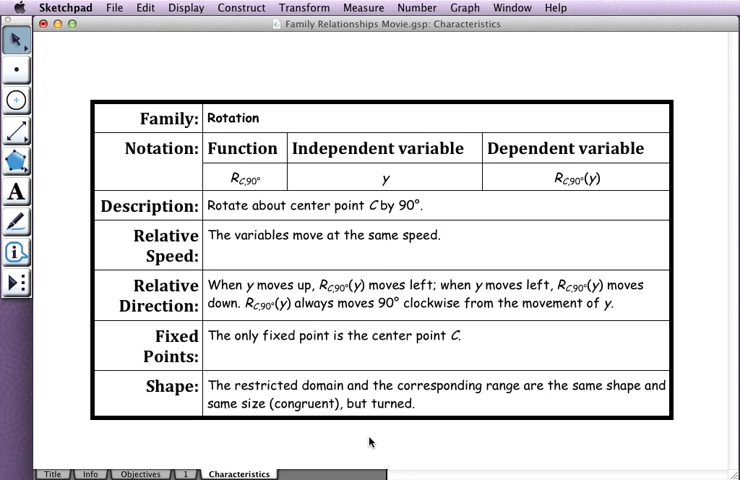 Sketchpad File Edit Display Construct Transform Measure Number Graph Window Help
Family Relationships Movie.gsp: Characteristics
Family: Rotation
Notation: Function Independent variable Dependent variable
R_C,90° y R_C,90°(y)
Description: Rotate about center point C by 90°.
Relative The variables move at the same speed.
Speed:
Relative When y moves up, R_C,90°(y) moves left; when y moves left, R_C,90°(y) moves
Direction: down. R_C,90°(y) always moves 90° clockwise from the movement of y.
Fixed The only fixed point is the center point C.
Points:
Shape: The restricted domain and the corresponding range are the same shape and
same size (congruent), but turned.
A
i
Title Info Objectives 1 Characteristics